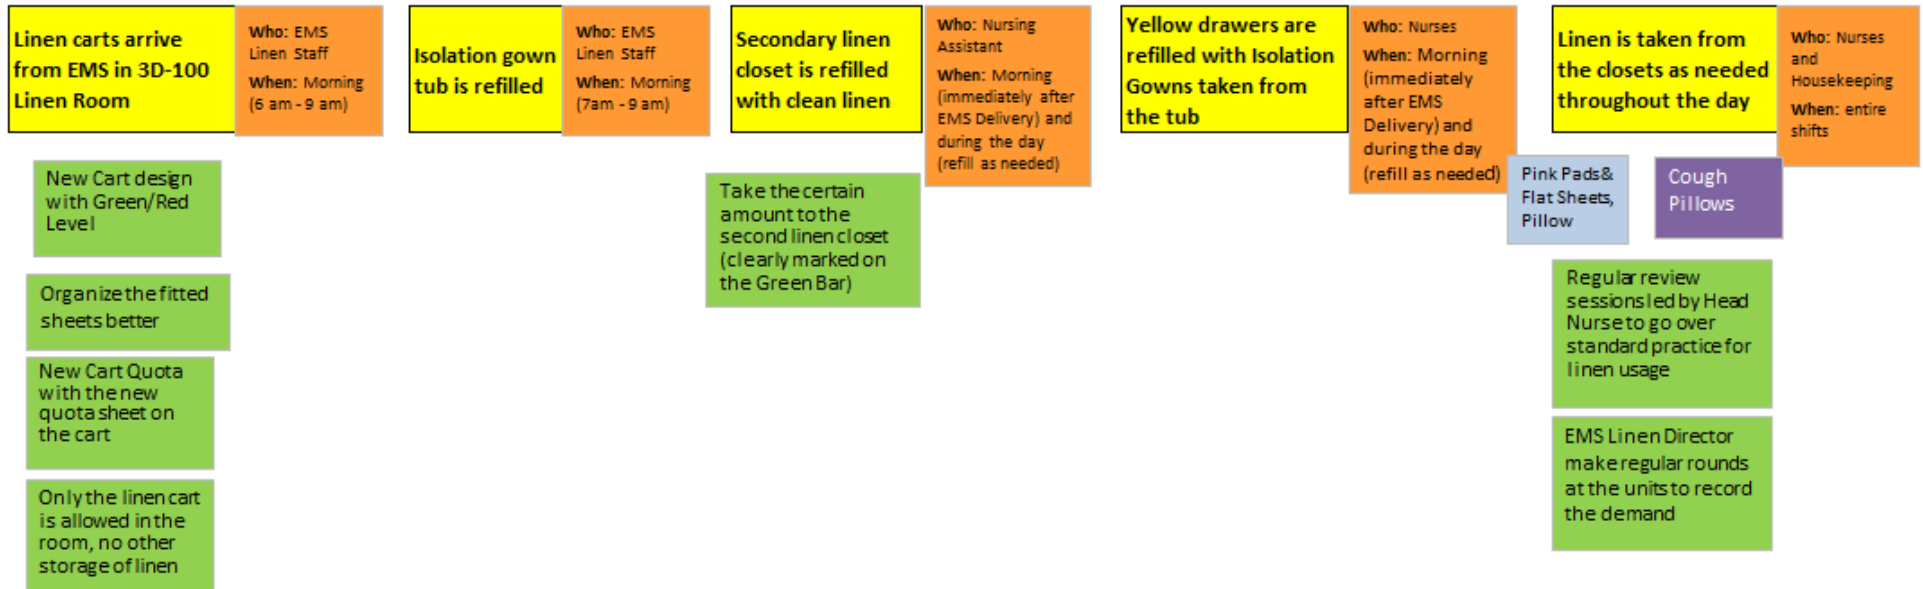 Linen carts arrive
from EMS in 3D-100
Linen Room
Who: EMS
Linen Staff
When: Morning
(6 am - 9 am)
Isolation gown
tub is refilled
Who: EMS
Linen Staff
When: Morning
(7am - 9 am)
Secondary linen
closet is refilled
with clean linen
Who: Nursing
Assistant
When: Morning
(immediately after
EMS Delivery) and
during the day
(refill as needed)
Yellow drawers are
refilled with Isolation
Gowns taken from
the tub
Who: Nurses
When: Morning
(immediately
after EMS
Delivery) and
during the day
(refill as needed)
Linen is taken from
the closets as needed
throughout the day
Who: Nurses
and
Housekeeping
When: entire
shifts
New Cart design
with Green/Red
Level
Organize the fitted
sheets better
New Cart Quota
with the new
quota sheet on
the cart
Only the linen cart
is allowed in the
room, no other
storage of linen
Take the certain
amount to the
second linen closet
(clearly marked on
the Green Bar)
Pink Pads&
Flat Sheets,
Pillow
Cough
Pillows
Regular review
sessions led by Head
Nurse to go over
standard practice for
linen usage
EMS Linen Director
make regular rounds
at the units to record
the demand